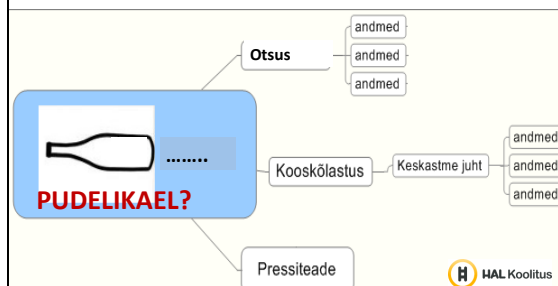 andmed
Otsus
andmed
andmed
........
PUDELIKAEL?
Kooskõlastus
Keskastme juht
andmed
andmed
andmed
Pressiteade
HAL Koolitus